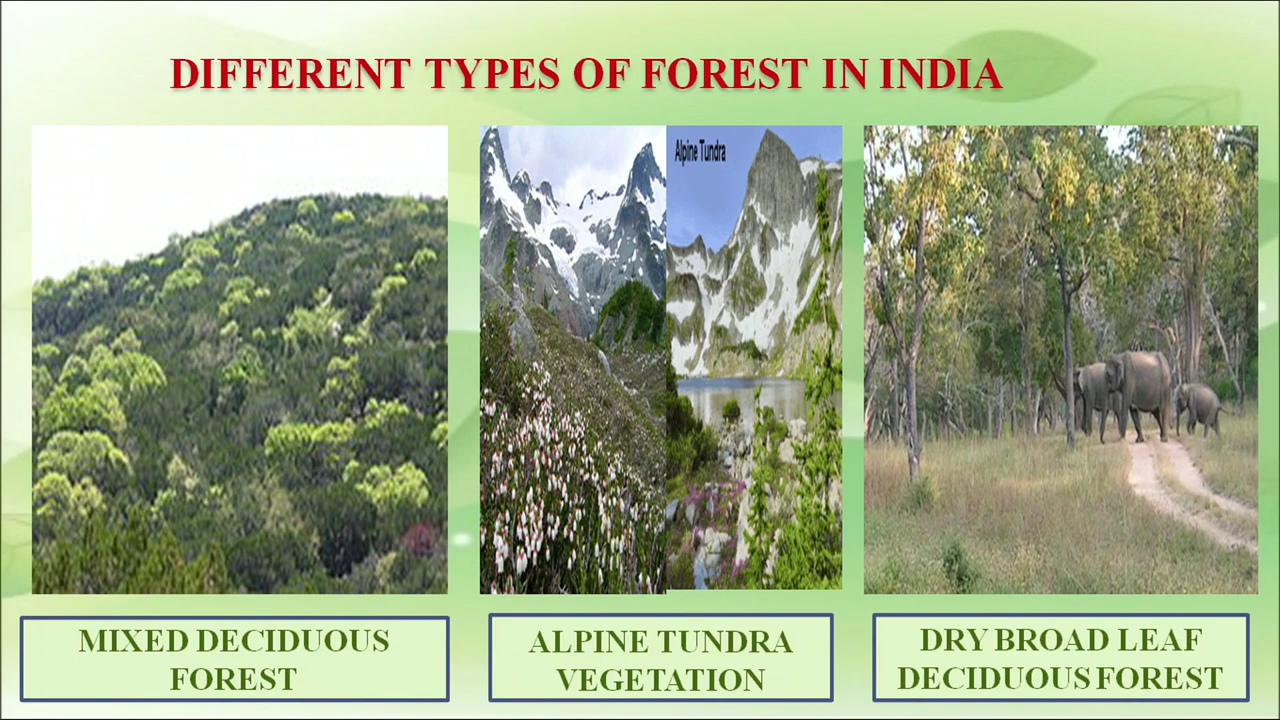 DIFFERENT TYPES OF FOREST IN INDIA
Alpine Tundra
MIXED DECIDUOUS
FOREST
ALPINE TUNDRA
VEGETATION
DRY BROAD LEAF
DECIDUOUS FOREST